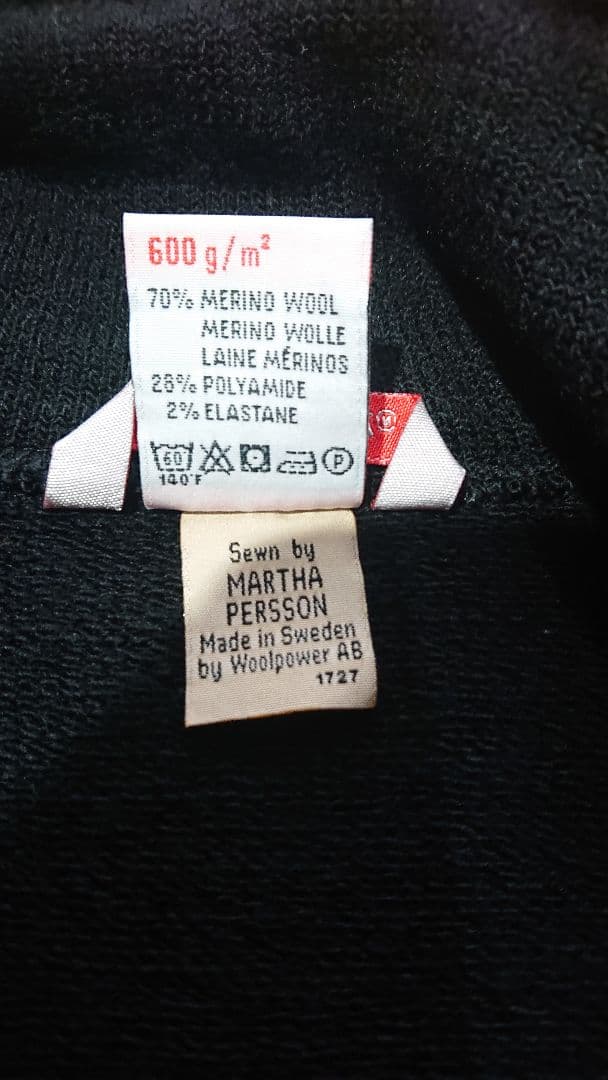 600 g/m²
70% MERINO WOOL
MERINO WOLLE
LAINE MÉRINOS
28% POLYAMIDE
2% ELASTANE
60 P
140°F
Sewn by
MARTHA
PERSSON
Made in Sweden
by Woolpower AB
1727